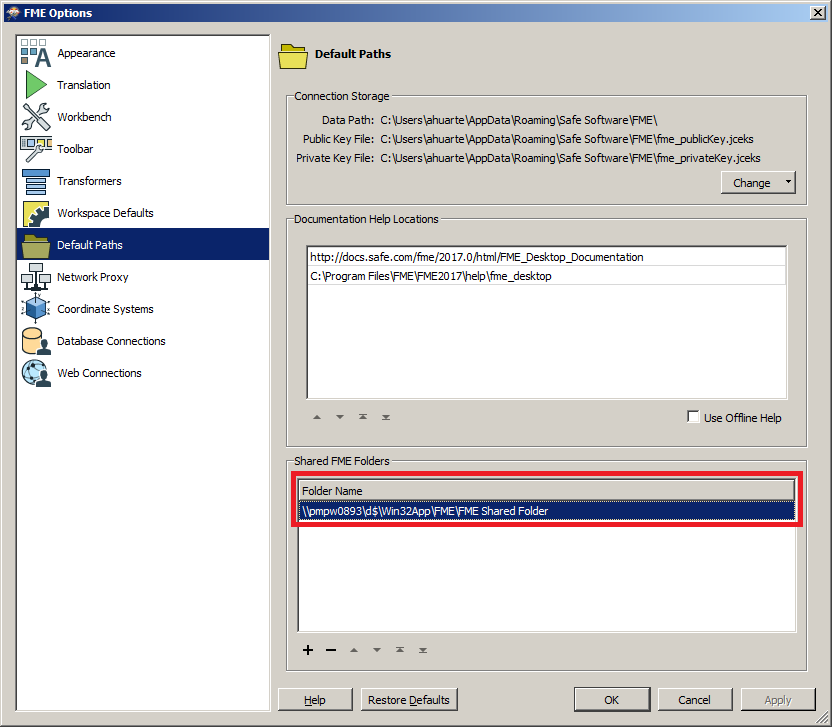 FME Options
Appearance
Translation
Workbench
Toolbar
Transformers
Workspace Defaults
Default Paths
Network Proxy
Coordinate Systems
Database Connections
Web Connections
Default Paths
Connection Storage
Data Path: C:\Users\ahuarte\AppData\Roaming\Safe Software\FME\
Public Key File: C:\Users\ahuarte\AppData\Roaming\Safe Software\FME\fme_publicKey.jceks
Private Key File: C:\Users\ahuarte\AppData\Roaming\Safe Software\FME\fme_privateKey.jceks
Change
Documentation Help Locations
http://docs.safe.com/fme/2017.0/html/FME_Desktop_Documentation
C:\Program Files\FME\FME2017\help\fme_desktop
Use Offline Help
Shared FME Folders
Folder Name
\\pmpw0893\d$\Win32App\FME\FME Shared Folder
Help
Restore Defaults
OK
Cancel
Apply